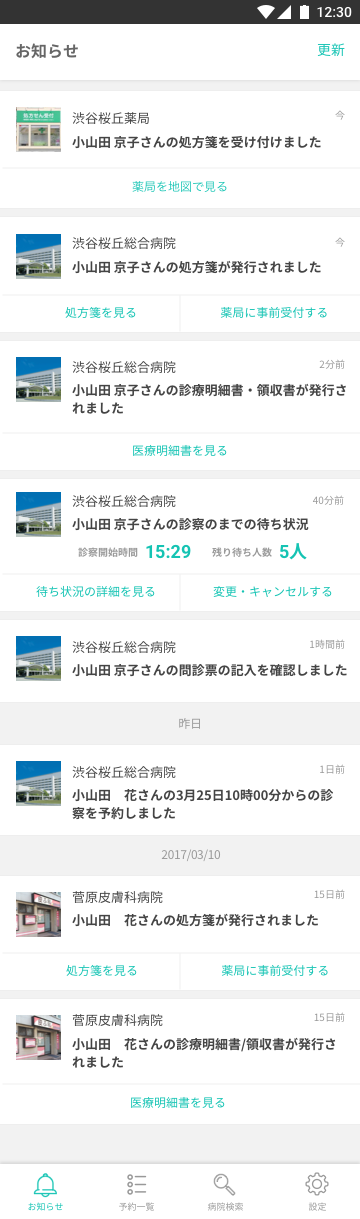 12:30
お知らせ
更新
処方せん受付
渋谷桜丘薬局
今
小山田 京子さんの処方箋を受け付けました
薬局を地図で見る
渋谷桜丘総合病院
今
小山田 京子さんの処方箋が発行されました
処方箋を見る
薬局に事前受付する
渋谷桜丘総合病院
2分前
小山田 京子さんの診療明細書・領収書が発行さ
れました
医療明細書を見る
渋谷桜丘総合病院
40分前
小山田 京子さんの診察のまでの待ち状況
診察開始時間 15:29 残り待ち人数 5人
待ち状況の詳細を見る
変更・キャンセルする
渋谷桜丘総合病院
1時間前
小山田 京子さんの問診票の記入を確認しました
昨日
渋谷桜丘総合病院
1日前
小山田　花さんの3月25日10時00分からの診
察を予約しました
2017/03/10
菅原皮膚科病院
15日前
小山田　花さんの処方箋が発行されました
処方箋を見る
薬局に事前受付する
菅原皮膚科病院
15日前
小山田　花さんの診療明細書/領収書が発行さ
れました
医療明細書を見る
お知らせ
予約一覧
病院検索
設定